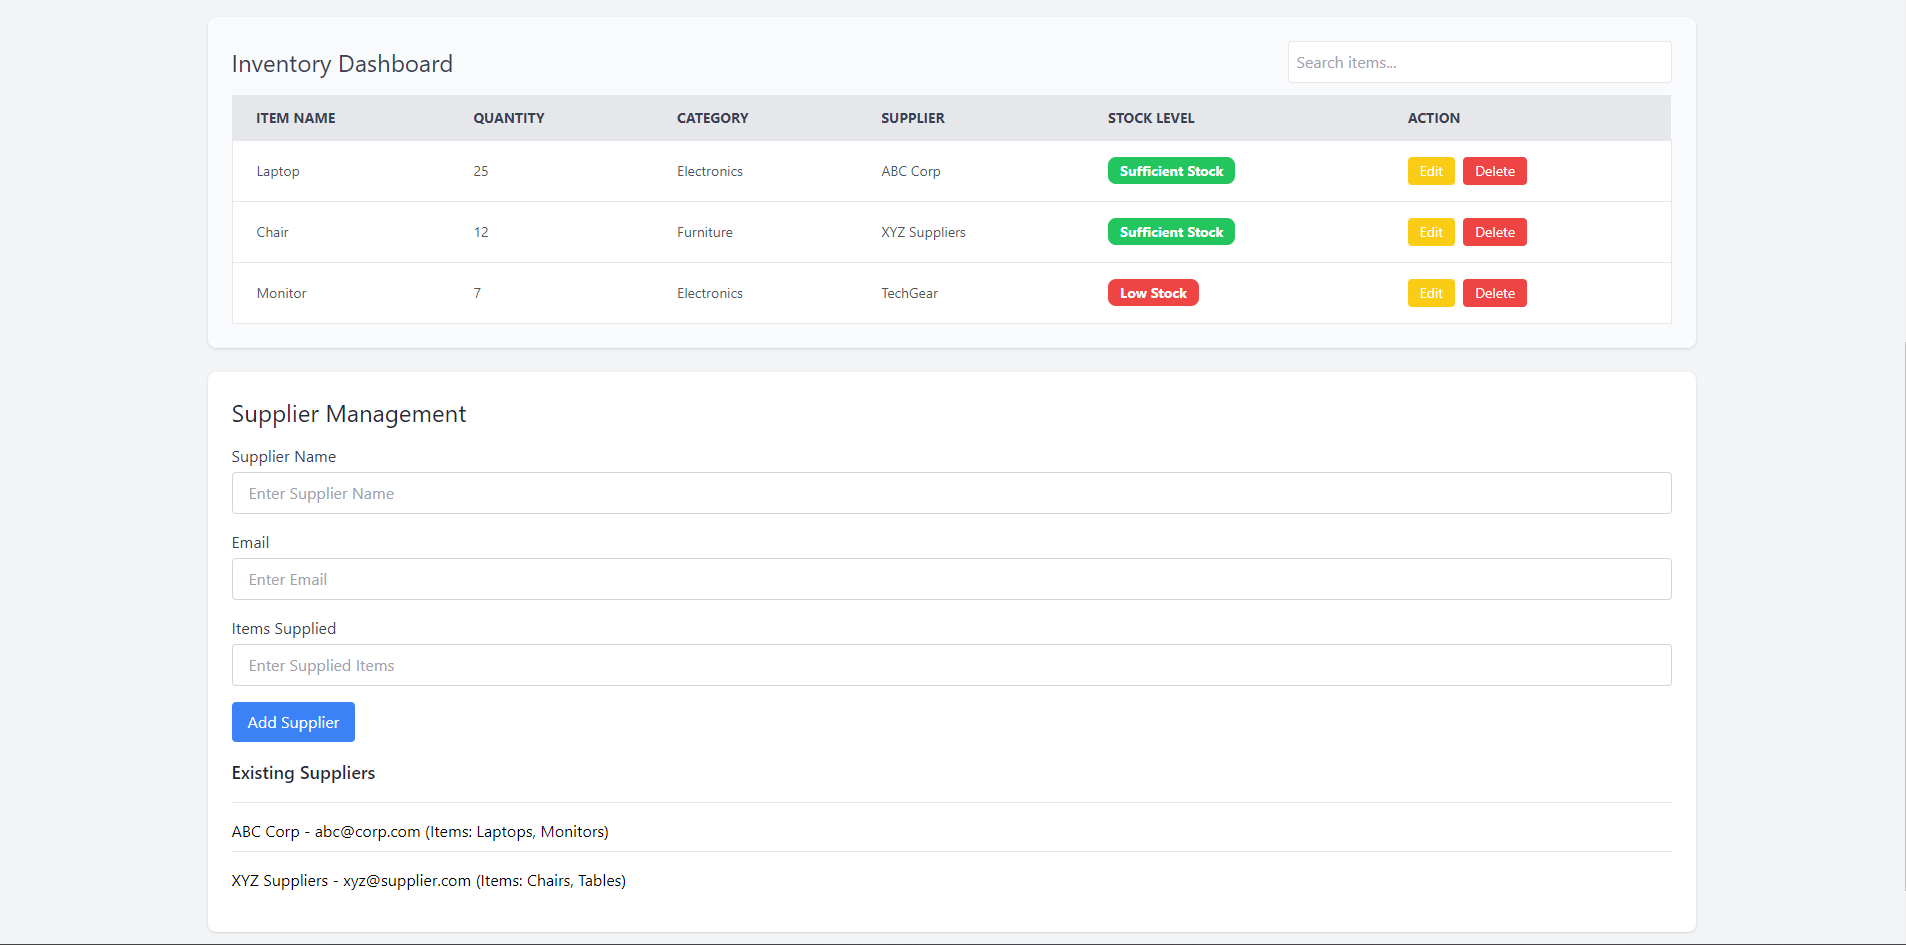 Inventory Dashboard
Search items...
ITEM NAME QUANTITY CATEGORY SUPPLIER STOCK LEVEL ACTION
Laptop 25 Electronics ABC Corp Sufficient Stock Edit Delete
Chair 12 Furniture XYZ Suppliers Sufficient Stock Edit Delete
Monitor 7 Electronics TechGear Low Stock Edit Delete
Supplier Management
Supplier Name
Enter Supplier Name
Email
Enter Email
Items Supplied
Enter Supplied Items
Add Supplier
Existing Suppliers
ABC Corp - abc@corp.com (Items: Laptops, Monitors)
XYZ Suppliers - xyz@supplier.com (Items: Chairs, Tables)